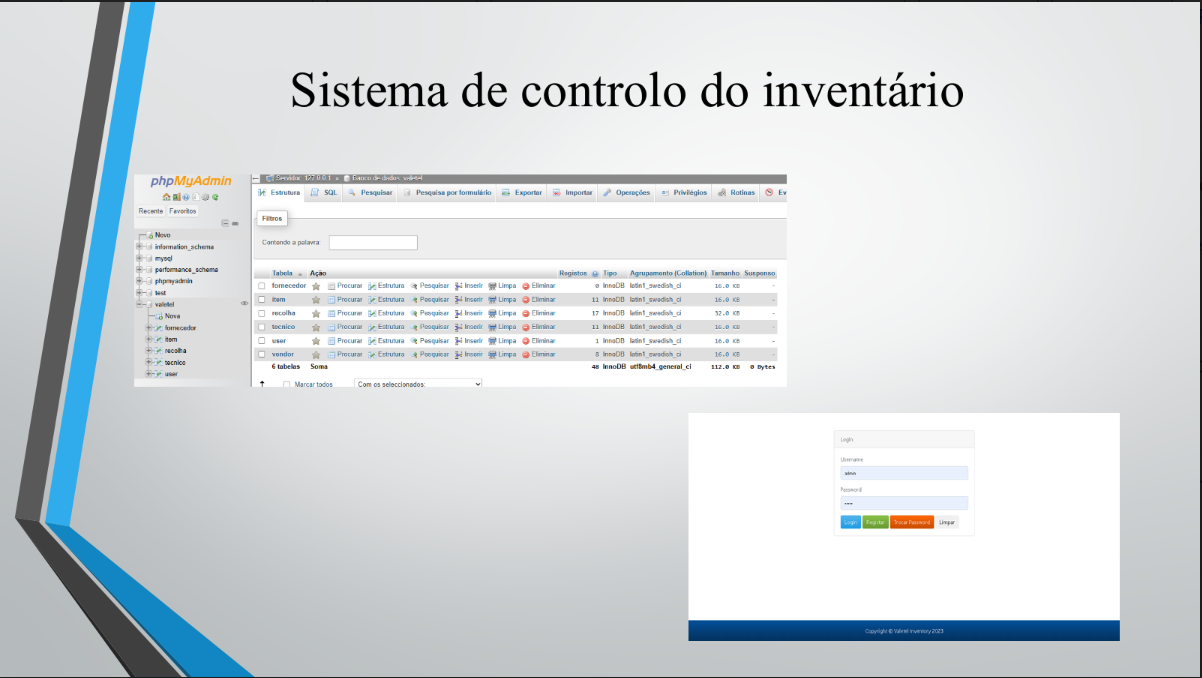 Sistema de controlo do inventário
phpMyAdmin
Recente Favoritos
Novo
information_schema
mysql
performance_schema
phpmyadmin
test
valetel
Nova
fornecedor
item
recolha
tecnico
user
Servidor: 127.0.0.1 » Banco de dados: valetel
Estrutura SQL Pesquisar Pesquisa por formulário Exportar Importar Operações Privilégios Rotinas Ev
Filtros
Contendo a palavra:
Tabela Ação Registos Tipo Agrupamento (Collation) Tamanho Suspenso
fornecedor Procurar Estrutura Pesquisar Inserir Limpa Eliminar 0 InnoDB latin1_swedish_ci 16.0 KB -
item Procurar Estrutura Pesquisar Inserir Limpa Eliminar 11 InnoDB latin1_swedish_ci 16.0 KB -
recolha Procurar Estrutura Pesquisar Inserir Limpa Eliminar 17 InnoDB latin1_swedish_ci 32.0 KB -
tecnico Procurar Estrutura Pesquisar Inserir Limpa Eliminar 11 InnoDB latin1_swedish_ci 16.0 KB -
user Procurar Estrutura Pesquisar Inserir Limpa Eliminar 1 InnoDB latin1_swedish_ci 16.0 KB -
vendor Procurar Estrutura Pesquisar Inserir Limpa Eliminar 8 InnoDB latin1_swedish_ci 16.0 KB -
6 tabelas Soma 48 InnoDB utf8mb4_general_ci 112.0 KB 0 Bytes
Marcar todos Com os seleccionados:
Login
Username
Password
Login Register Trocar Password Limpar
Copyright © Valetel Inventory 2023